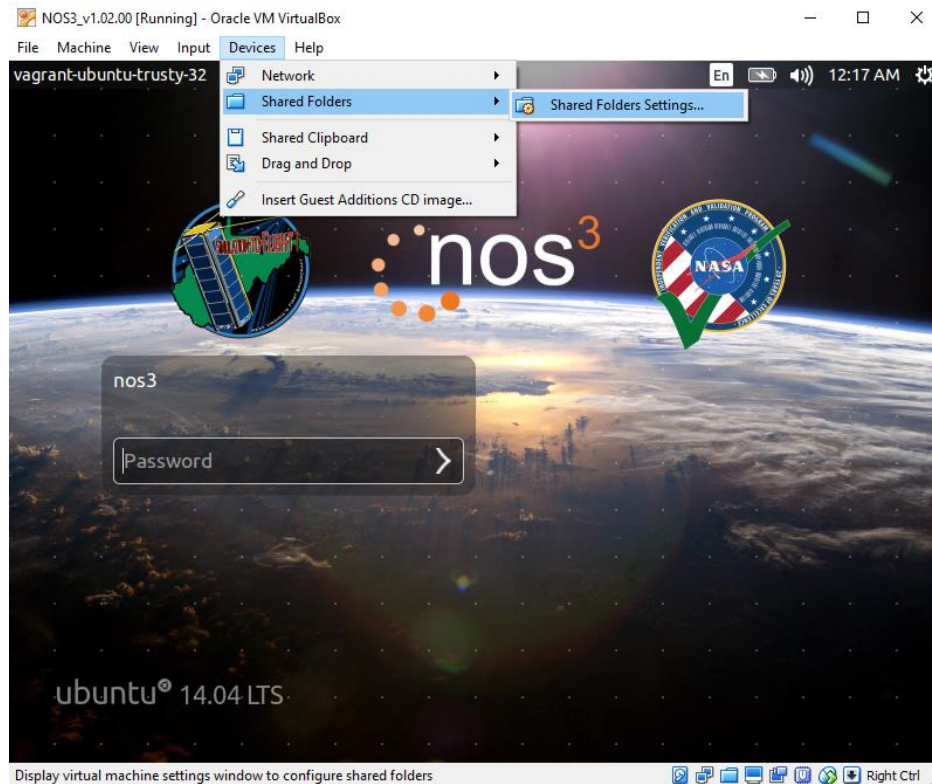 NOS3_v1.02.00 [Running] - Oracle VM VirtualBox
File Machine View Input Devices Help
vagrant-ubuntu-trusty-32
En 12:17 AM
Network
Shared Folders
Shared Folders Settings...
Shared Clipboard
Drag and Drop
Insert Guest Additions CD image...
nos3
NASA
nos3
Password
ubuntu® 14.04 LTS
Display virtual machine settings window to configure shared folders
Right Ctrl